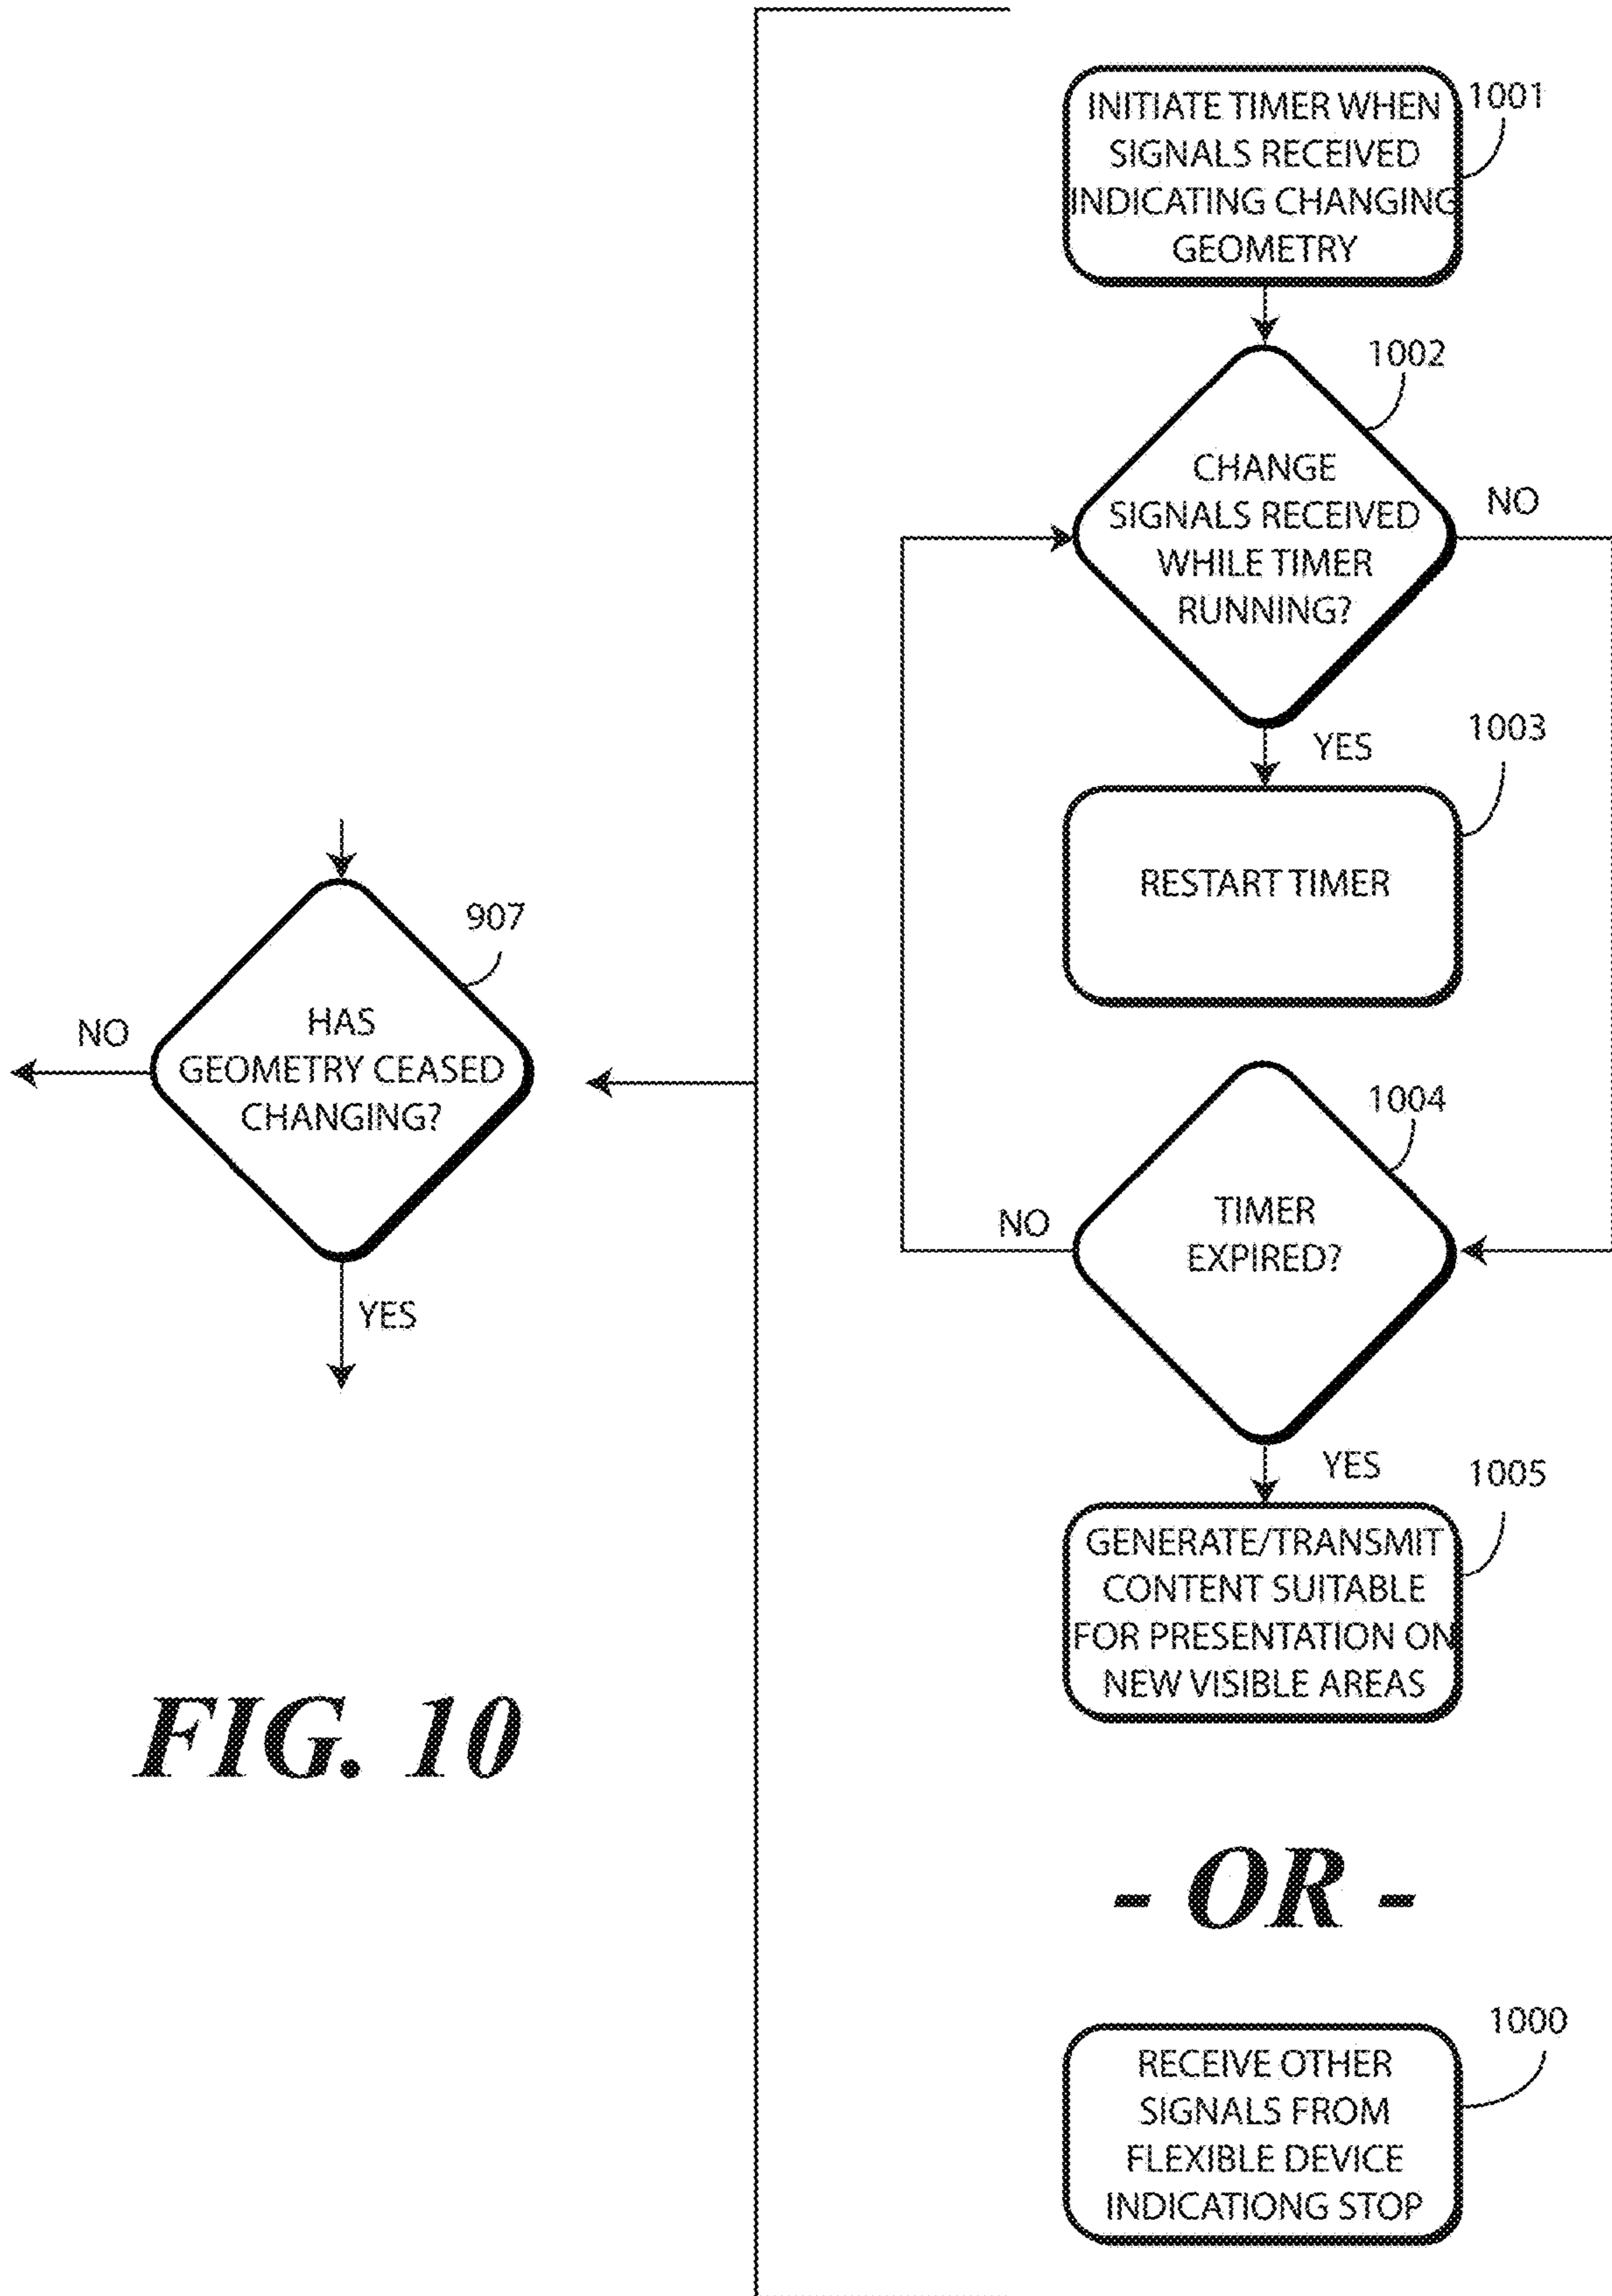 INITIATE TIMER WHEN
SIGNALS RECEIVED
INDICATING CHANGING
GEOMETRY
1001
1002
CHANGE
SIGNALS RECEIVED
WHILE TIMER
RUNNING?
NO
YES
1003
RESTART TIMER
907
HAS
GEOMETRY CEASED
CHANGING?
NO
YES
1004
TIMER
EXPIRED?
NO
YES
1005
GENERATE/TRANSMIT
CONTENT SUITABLE
FOR PRESENTATION ON
NEW VISIBLE AREAS
FIG. 10
- OR -
1000
RECEIVE OTHER
SIGNALS FROM
FLEXIBLE DEVICE
INDICATIONG STOP